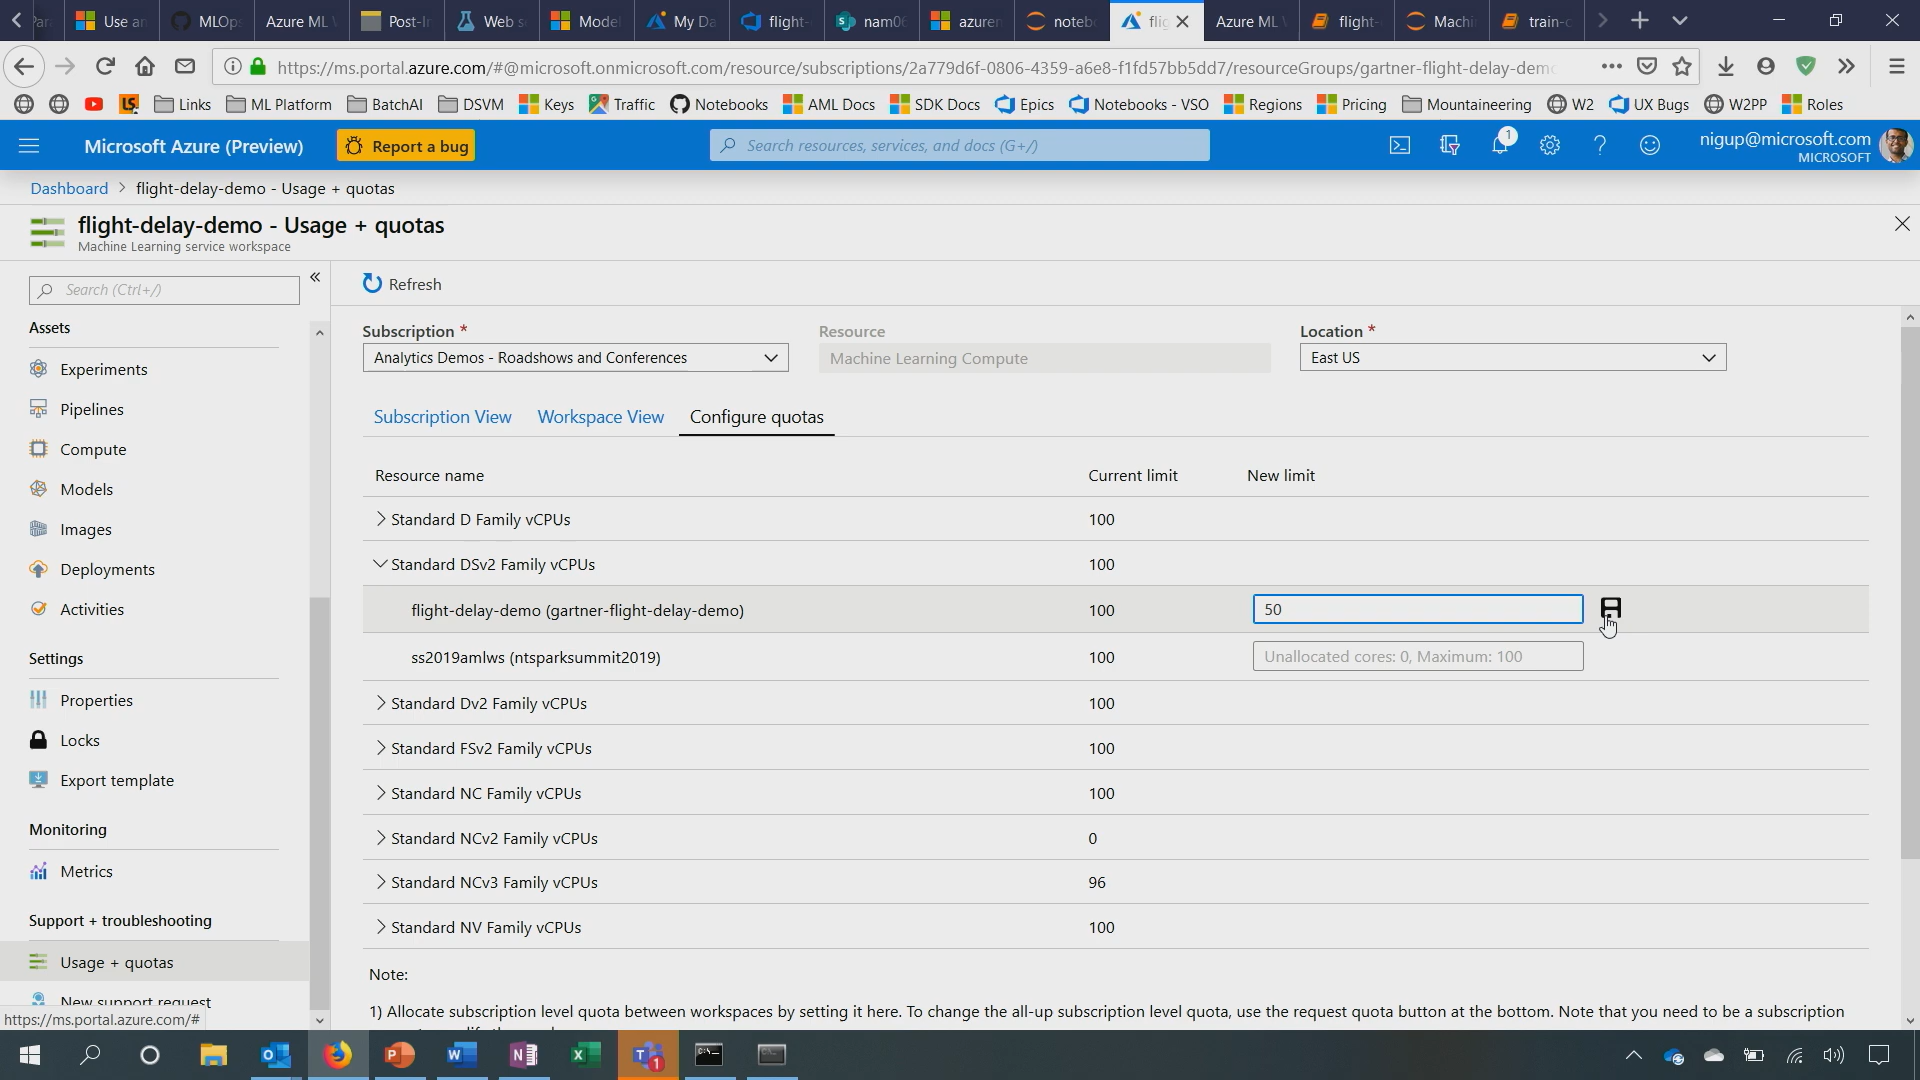 Use an
MLOps
Azure ML
Post-I
Web s
Mode
My Da
flight-
nam06
azure
noteb
flig
Azure ML
flight-
Machi
train-c
https://ms.portal.azure.com/#@microsoft.onmicrosoft.com/resource/subscriptions/2a779d6f-0806-4359-a6e8-f1fd57bb5dd7/resourceGroups/gartner-flight-delay-demo
Links
ML Platform
BatchAI
DSVM
Keys
Traffic
Notebooks
AML Docs
SDK Docs
Epics
Notebooks - VSO
Regions
Pricing
Mountaineering
W2
UX Bugs
W2PP
Roles
Microsoft Azure (Preview)
Report a bug
Search resources, services, and docs (G+/)
1
nigup@microsoft.com
MICROSOFT
Dashboard > flight-delay-demo - Usage + quotas
flight-delay-demo - Usage + quotas
Machine Learning service workspace
Search (Ctrl+/)
«
Assets
Experiments
Pipelines
Compute
Models
Images
Deployments
Activities
Settings
Properties
Locks
Export template
Monitoring
Metrics
Support + troubleshooting
Usage + quotas
New support request
https://ms.portal.azure.com/#
Refresh
Subscription *
Analytics Demos - Roadshows and Conferences
Resource
Machine Learning Compute
Location *
East US
Subscription View
Workspace View
Configure quotas
Resource name Current limit New limit
Standard D Family vCPUs 100
Standard DSv2 Family vCPUs 100
flight-delay-demo (gartner-flight-delay-demo) 100 50
ss2019amlws (ntsparksummit2019) 100 Unallocated cores: 0, Maximum: 100
Standard Dv2 Family vCPUs 100
Standard FSv2 Family vCPUs 100
Standard NC Family vCPUs 100
Standard NCv2 Family vCPUs 0
Standard NCv3 Family vCPUs 96
Standard NV Family vCPUs 100
Note:
1) Allocate subscription level quota between workspaces by setting it here. To change the all-up subscription level quota, use the request quota button at the bottom. Note that you need to be a subscription